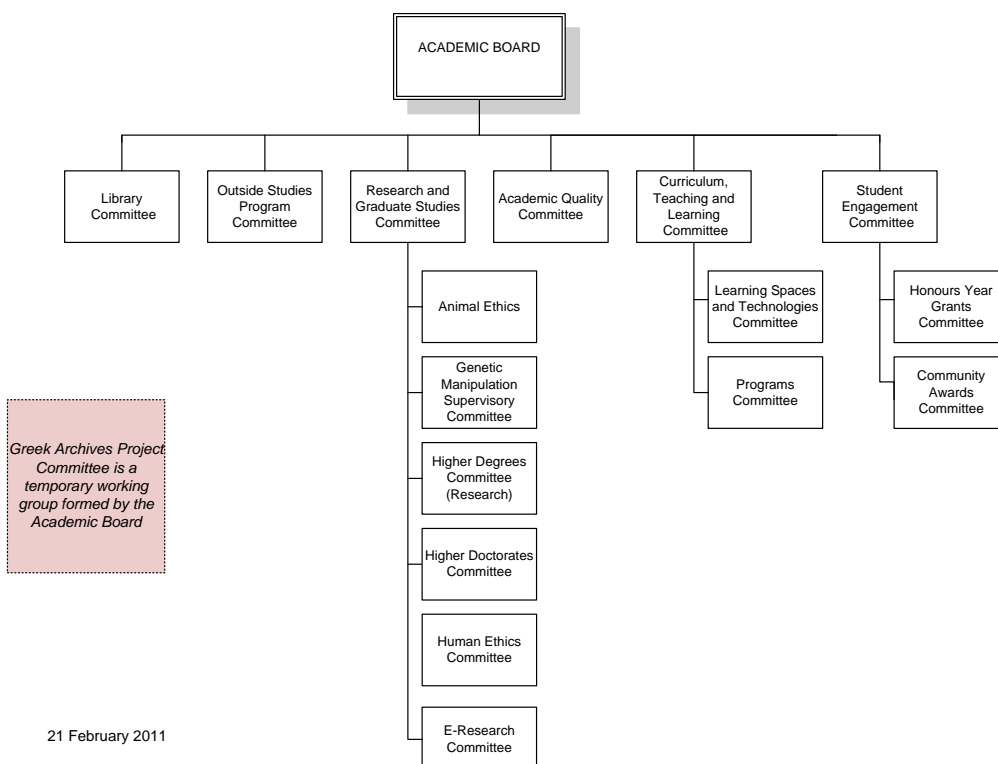 ACADEMIC BOARD
Library
Committee
Outside Studies
Program
Committee
Research and
Graduate Studies
Committee
Academic Quality
Committee
Curriculum,
Teaching and
Learning
Committee
Student
Engagement
Committee
Animal Ethics
Genetic
Manipulation
Supervisory
Committee
Higher Degrees
Committee
(Research)
Higher Doctorates
Committee
Human Ethics
Committee
E-Research
Committee
Learning Spaces
and Technologies
Committee
Programs
Committee
Honours Year
Grants
Committee
Community
Awards
Committee
Greek Archives Project
Committee is a
temporary working
group formed by the
Academic Board
21 February 2011